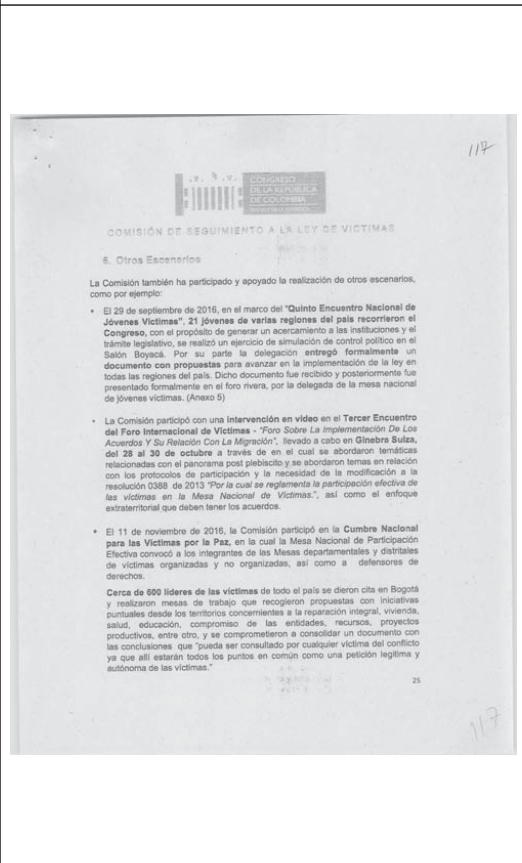 117
CONGRESO
DE LA REPÚBLICA
DE COLOMBIA
COMISIÓN DE SEGUIMIENTO A LA LEY DE VICTIMAS
6. Otros Escenarios
La Comisión también ha participado y apoyado la realización de otros escenarios,
como por ejemplo:
• El 29 de septiembre de 2016, en el marco del "Quinto Encuentro Nacional de
Jóvenes Víctimas", 21 jóvenes de varias regiones del país recorrieron el
Congreso, con el propósito de generar un acercamiento a las instituciones y el
trámite legislativo, se realizó un ejercicio de simulación de control político en el
Salón Boyacá. Por su parte la delegación entregó formalmente un
documento con propuestas para avanzar en la implementación de la ley en
todas las regiones del país. Dicho documento fue recibido y posteriormente fue
presentado formalmente en el foro rivera, por la delegada de la mesa nacional
de jóvenes víctimas. (Anexo 5)
• La Comisión participó con una intervención en video en el Tercer Encuentro
del Foro Internacional de Víctimas - "Foro Sobre La Implementación De Los
Acuerdos Y Su Relación Con La Migración", llevado a cabo en Ginebra Suiza,
del 28 al 30 de octubre a través de en el cual se abordaron temáticas
relacionadas con el panorama post plebiscito y se abordaron temas en relación
con los protocolos de participación y la necesidad de la modificación a la
resolución 0388 de 2013 "Por la cual se reglamenta la participación efectiva de
las víctimas en la Mesa Nacional de Víctimas.", así como el enfoque
extraterritorial que deben tener los acuerdos.
• El 11 de noviembre de 2016, la Comisión participó en la Cumbre Nacional
para las Víctimas por la Paz, en la cual la Mesa Nacional de Participación
Efectiva convocó a los integrantes de las Mesas departamentales y distritales
de víctimas organizadas y no organizadas, así como a defensores de
derechos.
Cerca de 600 líderes de las víctimas de todo el país se dieron cita en Bogotá
y realizaron mesas de trabajo que recogieron propuestas con iniciativas
puntuales desde los territorios concernientes a la reparación integral, vivienda,
salud, educación, compromiso de las entidades, recursos, proyectos
productivos, entre otro, y se comprometieron a consolidar un documento con
las conclusiones que "pueda ser consultado por cualquier víctima del conflicto
ya que allí estarán todos los puntos en común como una petición legítima y
autónoma de las víctimas."
25
117